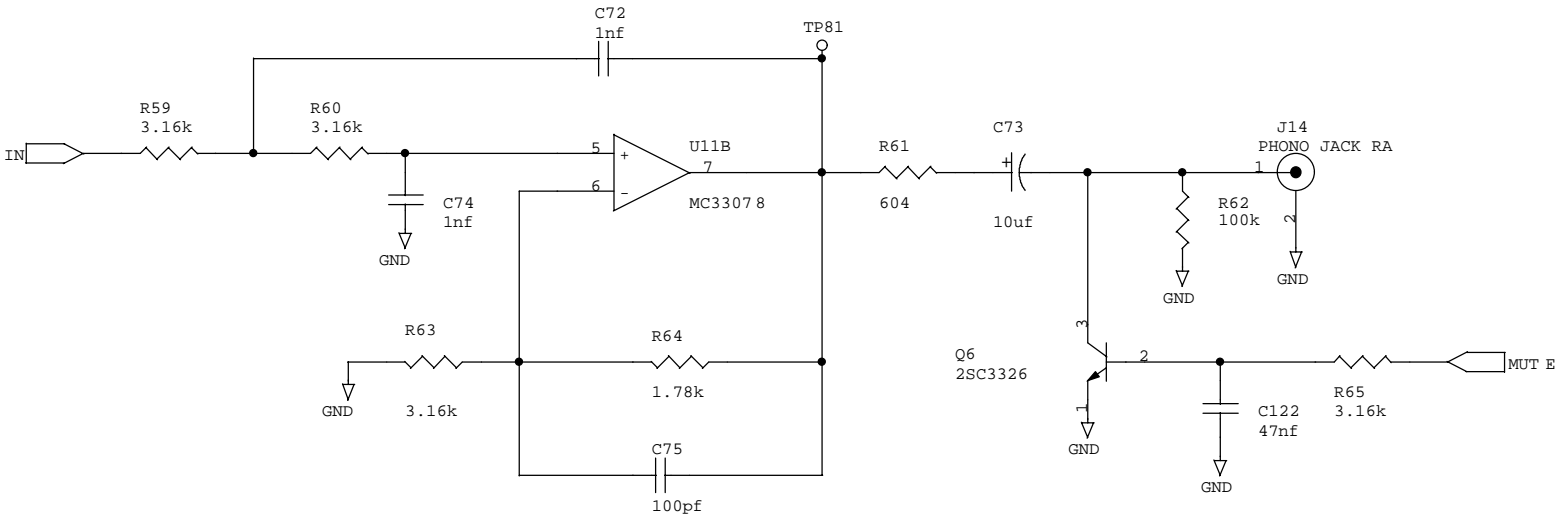 C72
1nf
TP81
R59
3.16k
R60
3.16k
IN
5
+
6
-
U11B
7
MC33078
C74
1nf
GND
R61
604
C73
+
10uf
J14
PHONO JACK RA
1
2
GND
R62
100k
GND
R63
3.16k
GND
R64
1.78k
C75
100pf
3
Q6
2SC3326
2
1
GND
C122
47nf
GND
R65
3.16k
MUT E